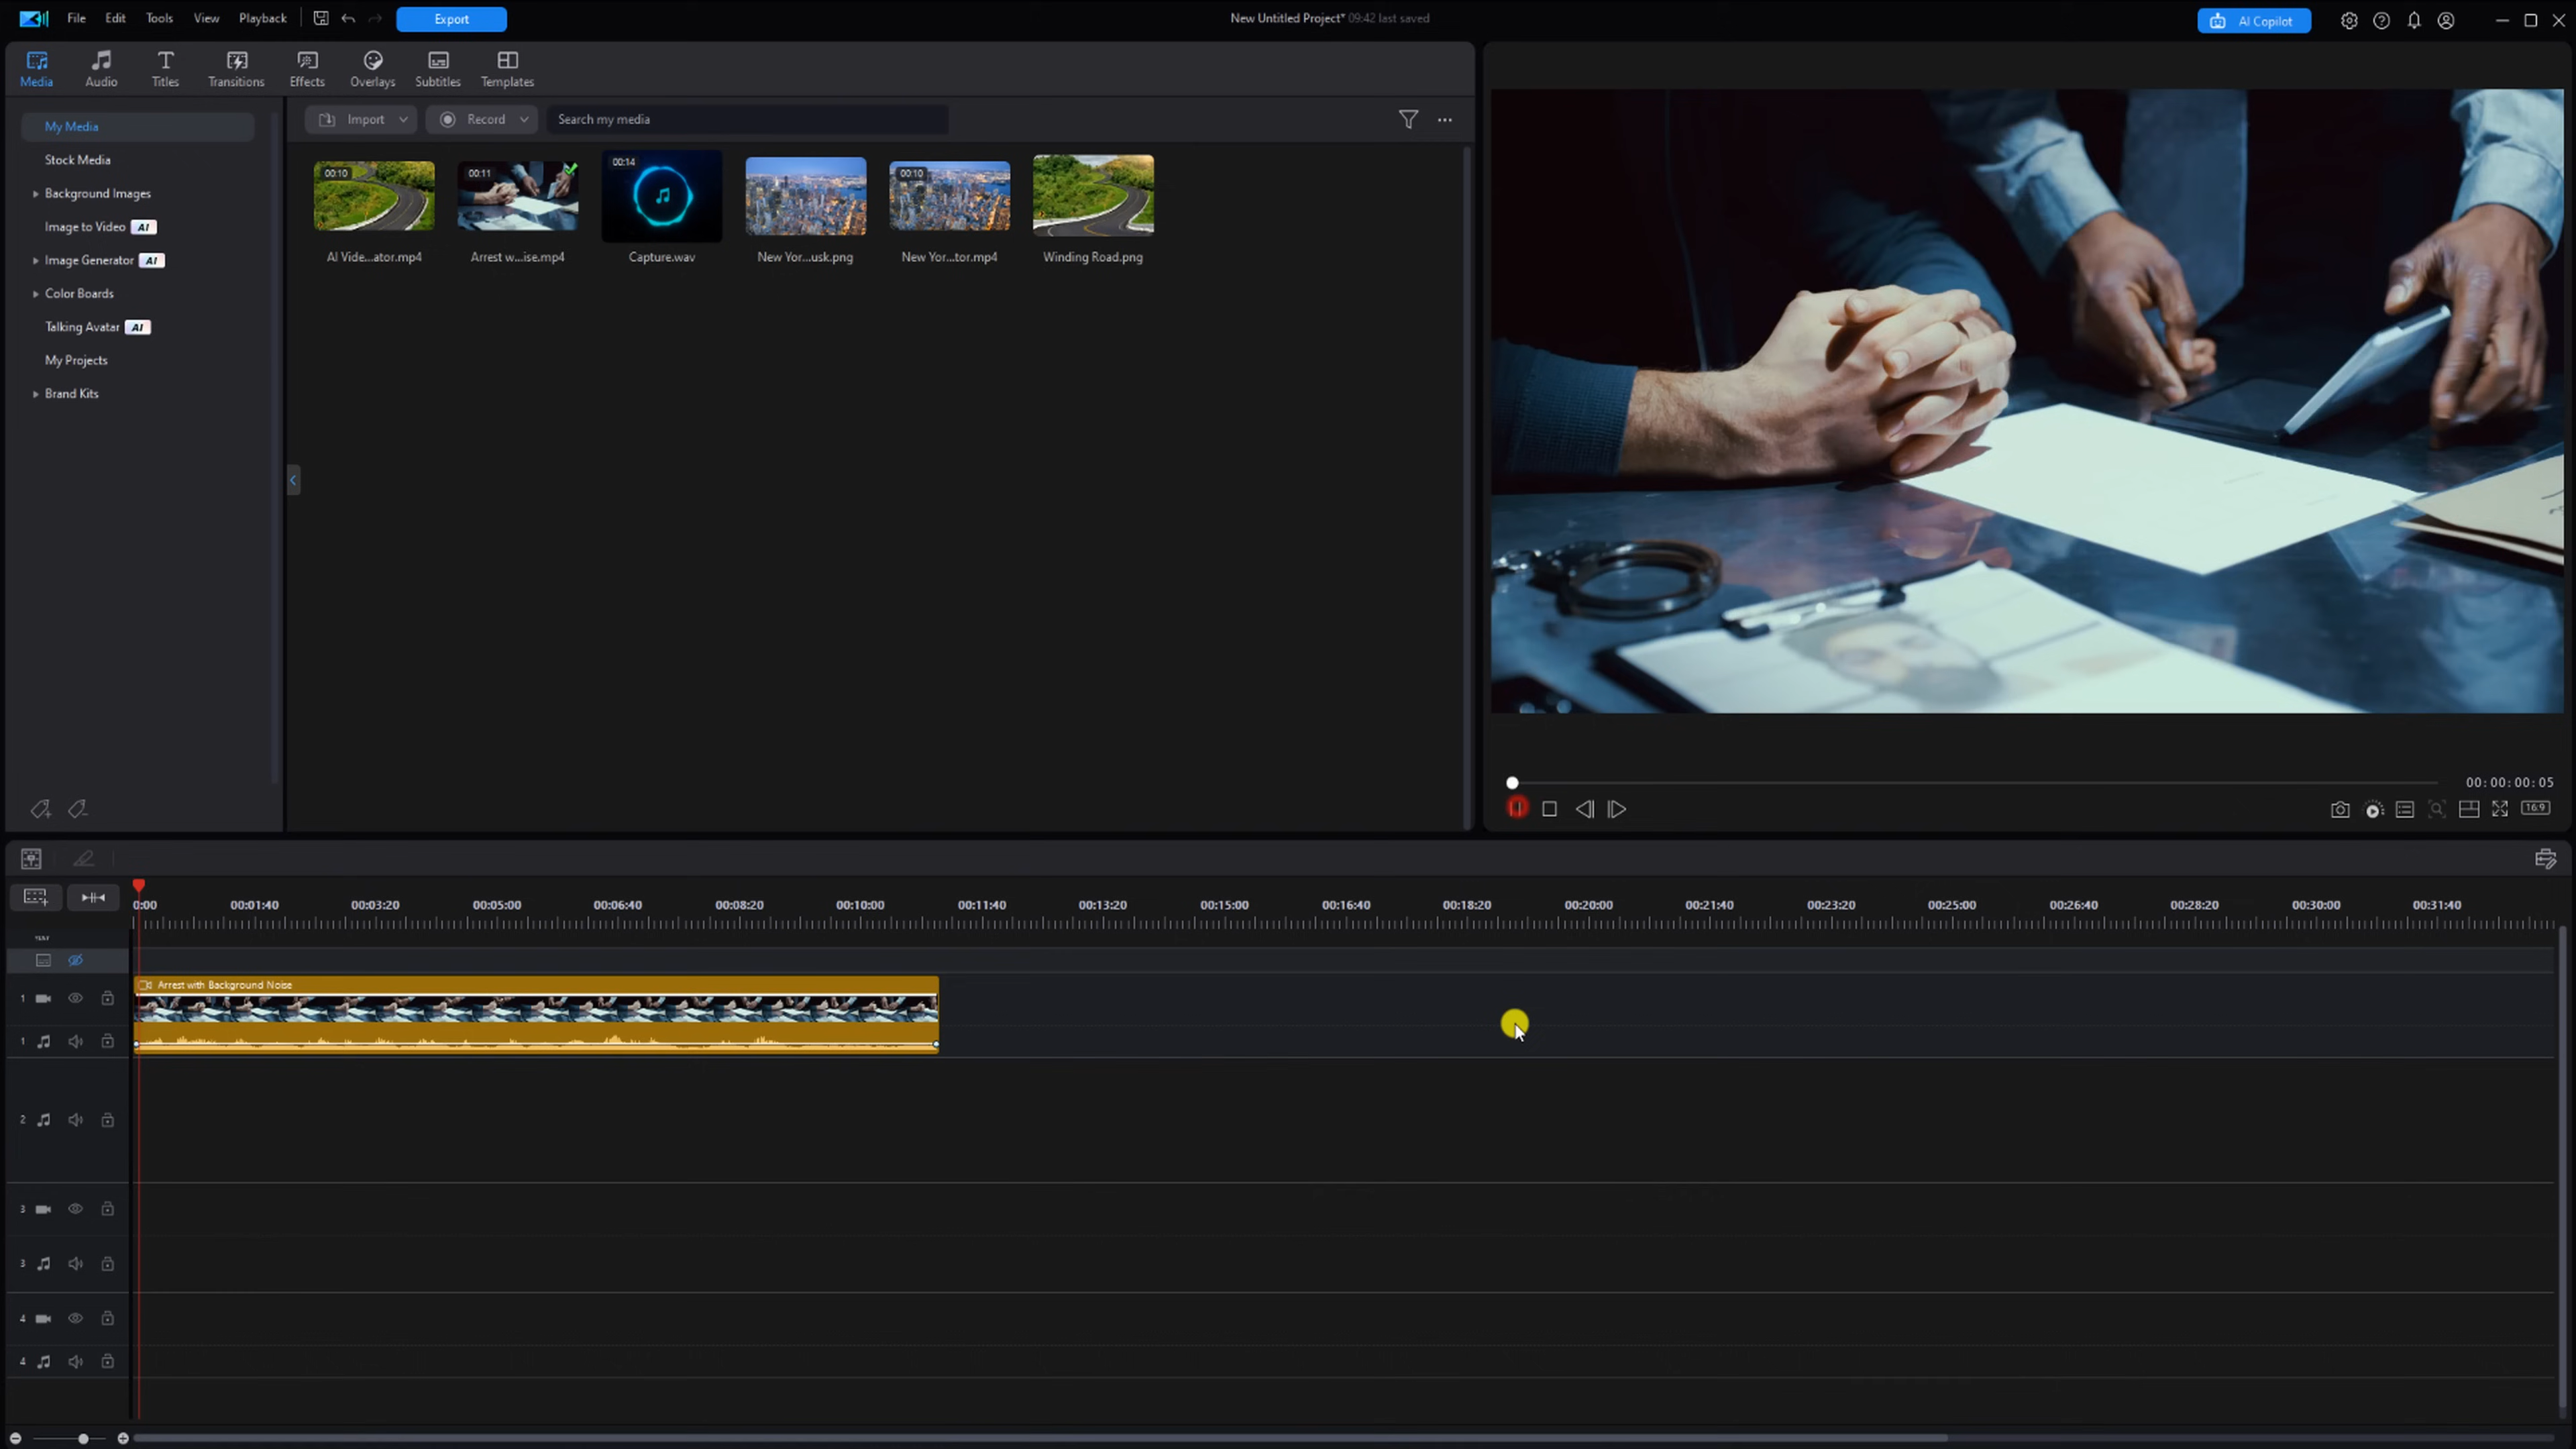 File Edit Tools View Playback Export New Untitled Project* 09:42 last saved AI Copilot
Media Audio Titles Transitions Effects Overlays Subtitles Templates
My Media
Stock Media
Background Images
Image to Video AI
Image Generator AI
Color Boards
Talking Avatar AI
My Projects
Brand Kits
Import Record Search my media
00:10 00:11 00:14 00:10
AI Vide...ator.mp4 Arrest w...ise.mp4 Capture.wav New Yor...usk.png New Yor...tor.mp4 Winding Road.png
00:00:00:05
16:9
0:00 00:01:40 00:03:20 00:05:00 00:06:40 00:08:20 00:10:00 00:11:40 00:13:20 00:15:00 00:16:40 00:18:20 00:20:00 00:21:40 00:23:20 00:25:00 00:26:40 00:28:20 00:30:00 00:31:40
Arrest with Background Noise
1
1
2
3
3
4
4